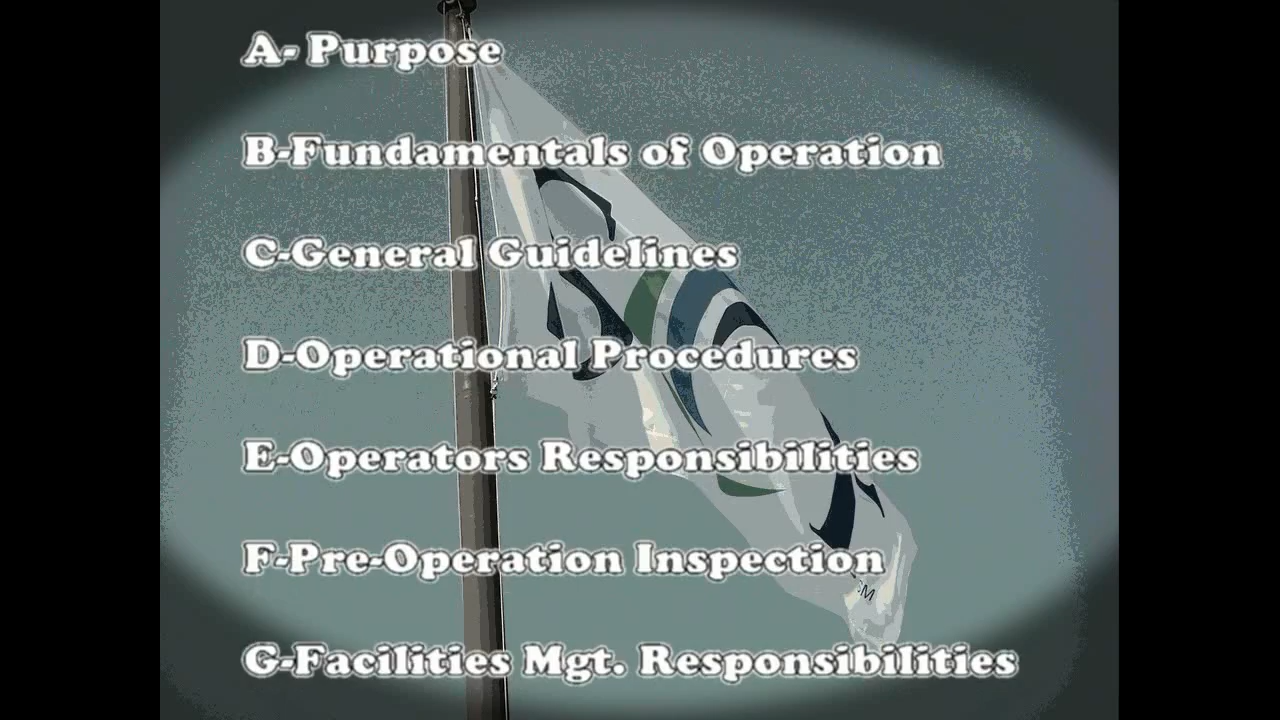 A- Purpose
B-Fundamentals of Operation
C-General Guidelines
D-Operational Procedures
E-Operators Responsibilities
F-Pre-Operation Inspection
G-Facilities Mgt. Responsibilities